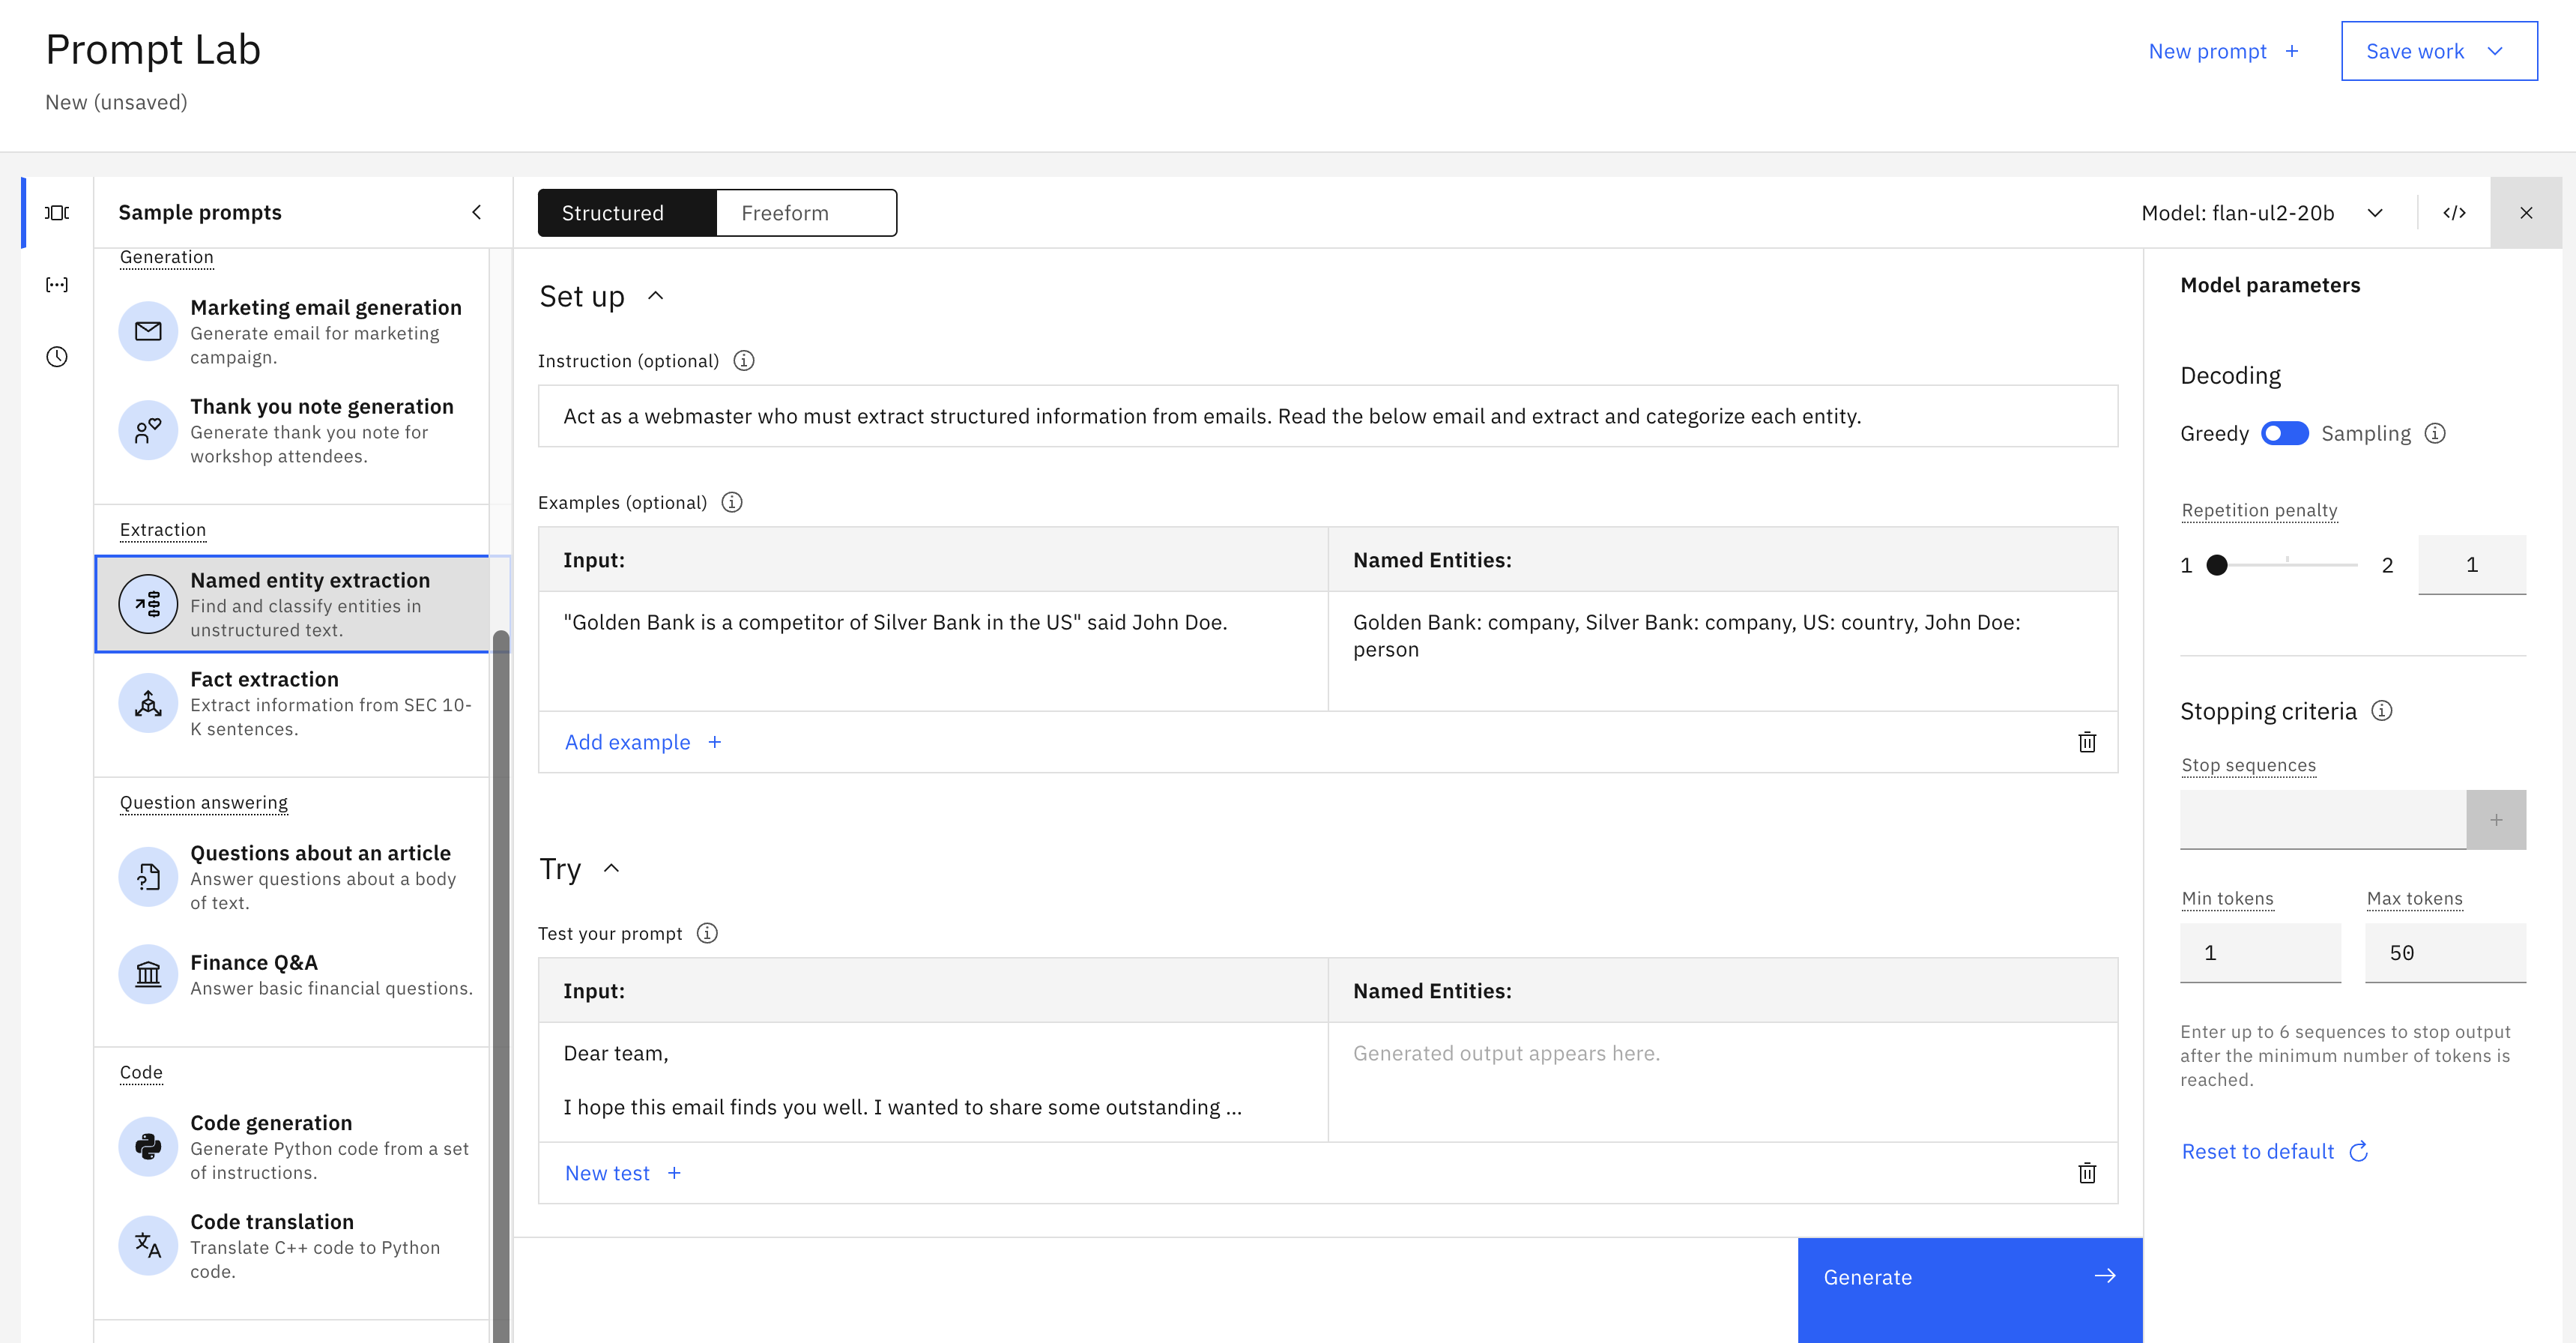 Prompt Lab
New (unsaved)
New prompt +
Save work
Sample prompts
Generation
Marketing email generation
Generate email for marketing
campaign.
Thank you note generation
Generate thank you note for
workshop attendees.
Extraction
Named entity extraction
Find and classify entities in
unstructured text.
Fact extraction
Extract information from SEC 10-
K sentences.
Question answering
Questions about an article
Answer questions about a body
of text.
Finance Q&A
Answer basic financial questions.
Code
Code generation
Generate Python code from a set
of instructions.
Code translation
Translate C++ code to Python
code.
Structured
Freeform
Model: flan-ul2-20b
Set up
Instruction (optional)
Act as a webmaster who must extract structured information from emails. Read the below email and extract and categorize each entity.
Examples (optional)
Input:
Named Entities:
"Golden Bank is a competitor of Silver Bank in the US" said John Doe.
Golden Bank: company, Silver Bank: company, US: country, John Doe:
person
Add example +
Try
Test your prompt
Input:
Named Entities:
Dear team,
I hope this email finds you well. I wanted to share some outstanding ...
Generated output appears here.
New test +
Generate
Model parameters
Decoding
Greedy
Sampling
Repetition penalty
1
2
1
Stopping criteria
Stop sequences
+
Min tokens
Max tokens
1
50
Enter up to 6 sequences to stop output
after the minimum number of tokens is
reached.
Reset to default